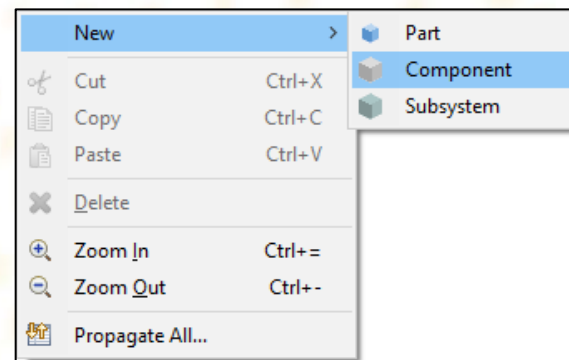 New > Part
Component
Cut Ctrl+X
Subsystem
Copy Ctrl+C
Paste Ctrl+V
Delete
Zoom In Ctrl+=
Zoom Out Ctrl+-
Propagate All...